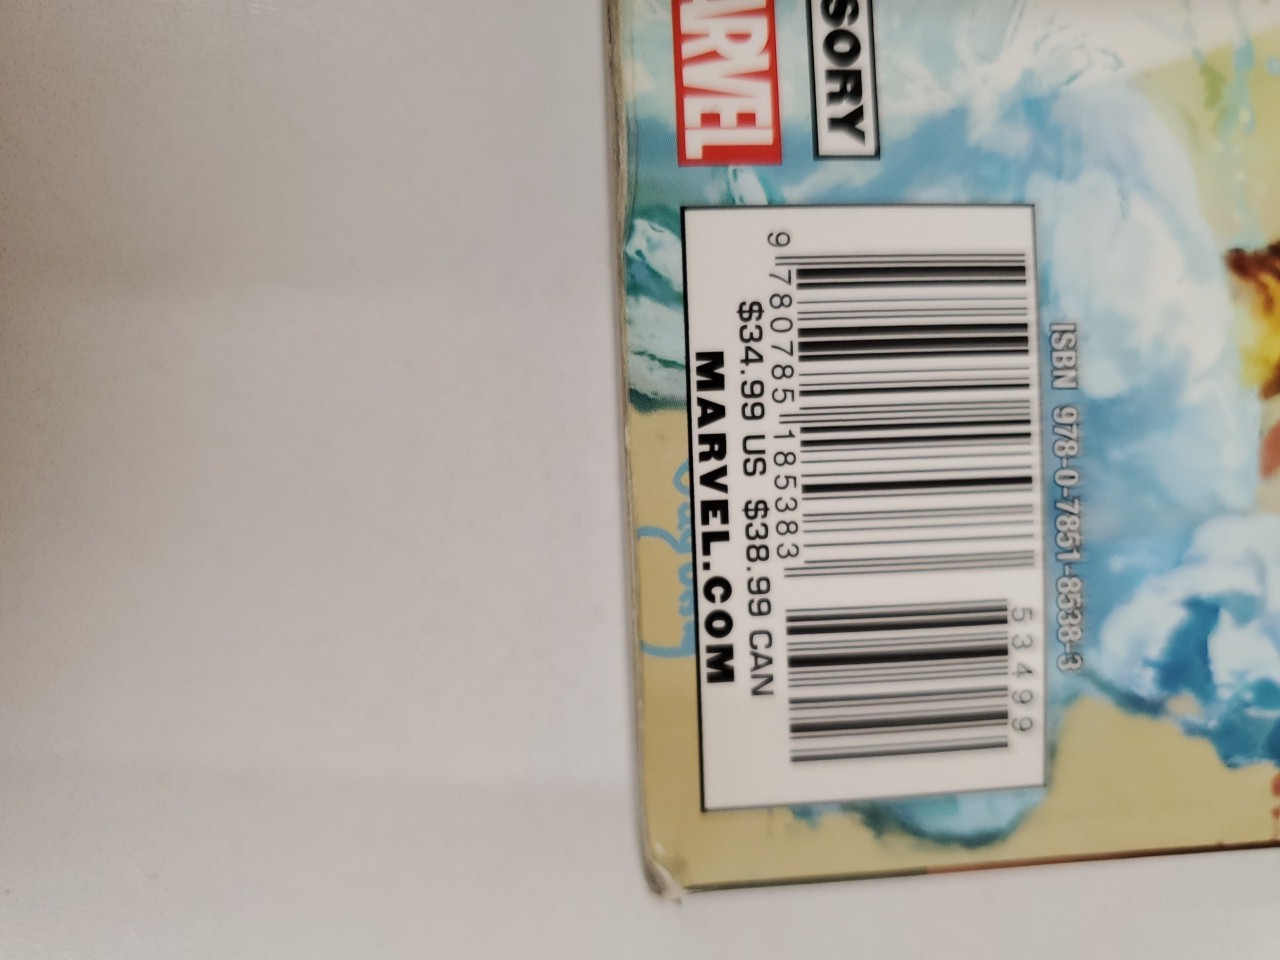 ARVEL
SORY
ISBN 978-0-7851-8538-3
9 780785 185383
53499
$34.99 US $38.99 CAN
MARVEL.COM